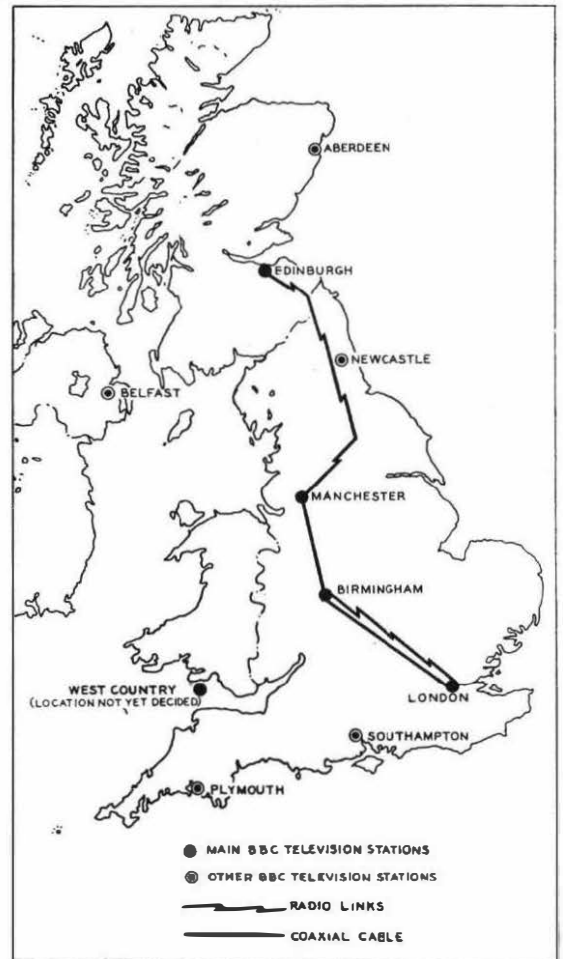 ABERDEEN
EDINBURGH
NEWCASTLE
BELFAST
MANCHESTER
BIRMINGHAM
WEST COUNTRY
(LOCATION NOT YET DECIDED)
LONDON
SOUTHAMPTON
PLYMOUTH
MAIN BBC TELEVISION STATIONS
OTHER BBC TELEVISION STATIONS
RADIO LINKS
COAXIAL CABLE